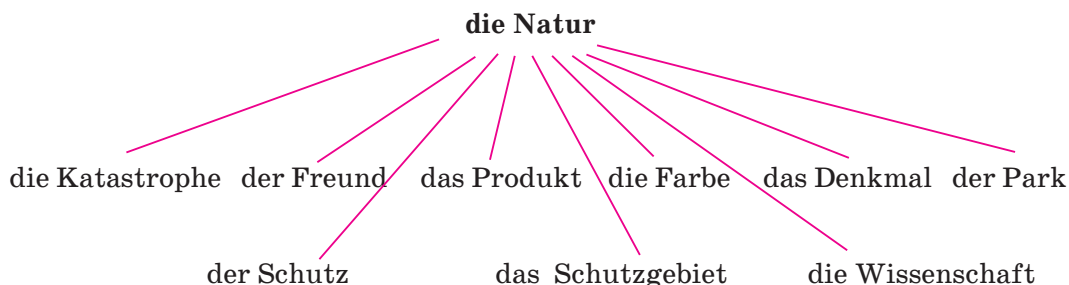 die Natur
die Katastrophe der Freund das Produkt die Farbe das Denkmal der Park
der Schutz das Schutzgebiet die Wissenschaft